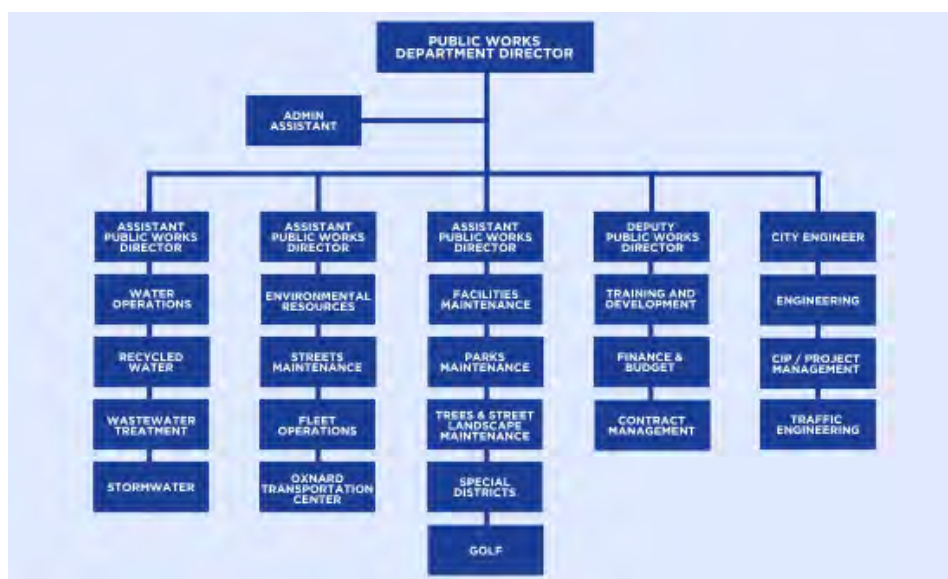 PUBLIC WORKS
DEPARTMENT DIRECTOR
ADMIN
ASSISTANT
ASSISTANT
PUBLIC WORKS
DIRECTOR
WATER
OPERATIONS
RECYCLED
WATER
WASTEWATER
TREATMENT
STORMWATER
ASSISTANT
PUBLIC WORKS
DIRECTOR
ENVIRONMENTAL
RESOURCES
STREETS
MAINTENANCE
FLEET
OPERATIONS
OXNARD
TRANSPORTATION
CENTER
ASSISTANT
PUBLIC WORKS
DIRECTOR
FACILITIES
MAINTENANCE
PARKS
MAINTENANCE
TREES & STREET
LANDSCAPE
MAINTENANCE
SPECIAL
DISTRICTS
GOLF
DEPUTY
PUBLIC WORKS
DIRECTOR
TRAINING AND
DEVELOPMENT
FINANCE &
BUDGET
CONTRACT
MANAGEMENT
CITY ENGINEER
ENGINEERING
CIP / PROJECT
MANAGEMENT
TRAFFIC
ENGINEERING